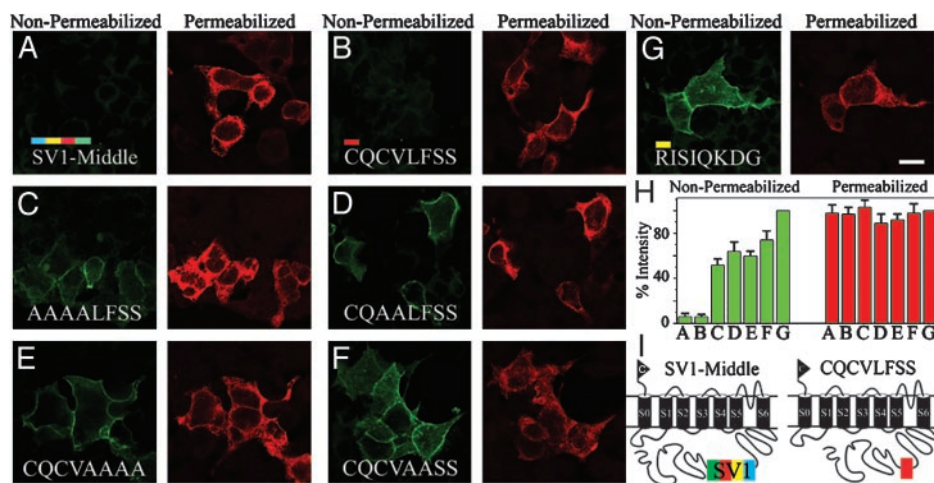 Non-Permeabilized Permeabilized Non-Permeabilized Permeabilized Non-Permeabilized Permeabilized
A B G
SV1-Middle CQCVLFSS RISIQKDG
C D
AAAALFSS CQAALFSS
H Non-Permeabilized Permeabilized
% Intensity
80
40
0
A B C D E F G A B C D E F G
E F
CQCVAAAA CQCVAASS
I SV1-Middle CQCVLFSS
S0 S1 S2 S3 S4 S5 S6 S0 S1 S2 S3 S4 S5 S6
SV1